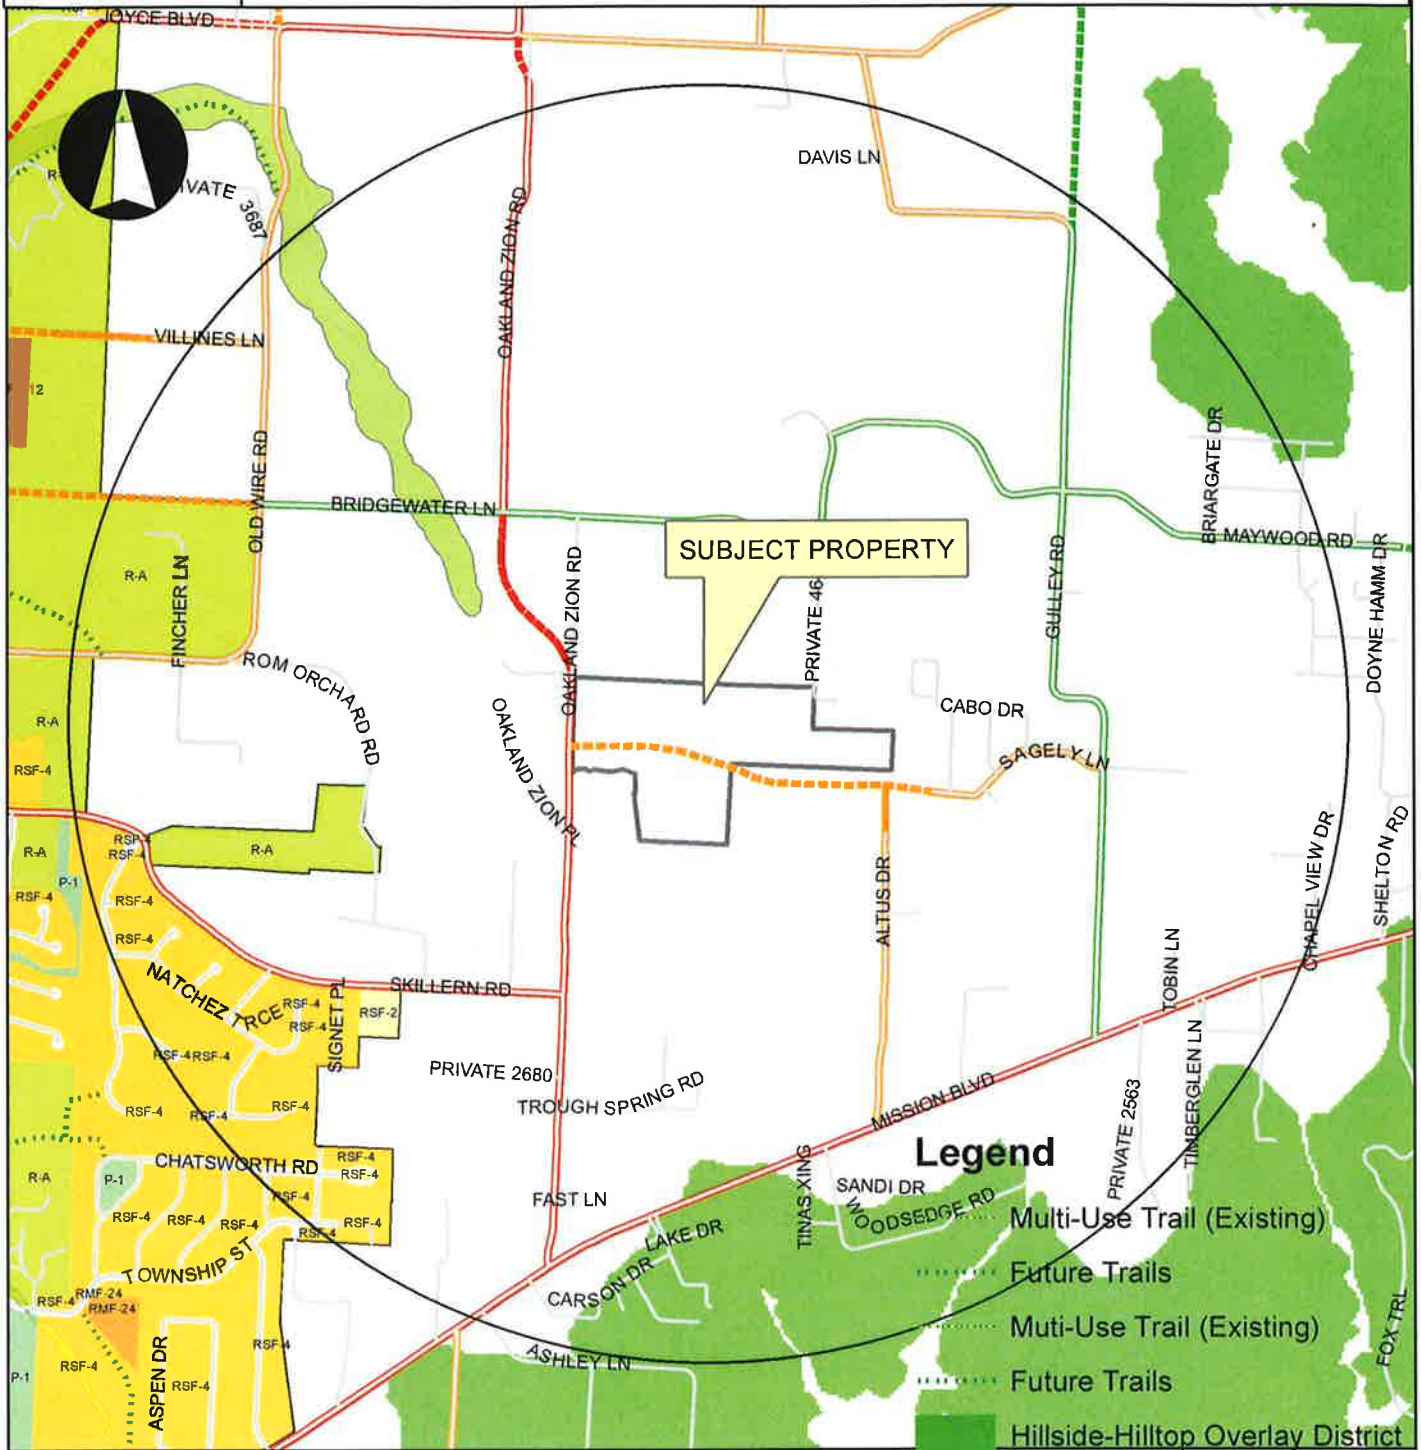 JOYCE BLVD
DAVIS LN
IVATE 3687
OAKLAND ZION RD
VILLINES LN
12
BRIARGATE DR
OLD WIRE RD
BRIDGEWATER LN
MAYWOOD RD
SUBJECT PROPERTY
R-A
FINCHER LN
OAKLAND ZION RD
PRIVATE 46
GULLEY RD
DOYNE HAMM DR
ROM ORCHARD RD
R-A
OAKLAND ZION PL
CABO DR
SAGELY LN
RSF-4
RSF-4
RSF-4
R-A
R-A
P-1
RSF-4
RSF-4
RSF-4
ALTUS DR
CHAPEL VIEW DR
SHELTON RD
TOBIN LN
NATCHEZ TRCE
RSF-4
RSF-4
SIGNET PL
SKILLERN RD
RSF-2
RSF-4
RSF-4
PRIVATE 2680
TROUGH SPRING RD
MISSION BLVD
TIMBERGLEN LN
PRIVATE 2563
RSF-4
RSF-4
RSF-4
CHATSWORTH RD
RSF-4
RSF-4
R-A
P-1
RSF-4
RSF-4
RSF-4
RSF-4
RSF-4
RSF-4
FAST LN
TINAS XING
SANDI DR
WOODSEDGE RD
LAKE DR
CARSON DR
TOWNSHIP ST
RSF-4
RMF-24
RMF-24
RSF-4
RSF-4
P-1
ASPEN DR
RSF-4
ASHLEY LN
FOX TRL
Legend
Multi-Use Trail (Existing)
Future Trails
Muti-Use Trail (Existing)
Future Trails
Hillside-Hilltop Overlay District